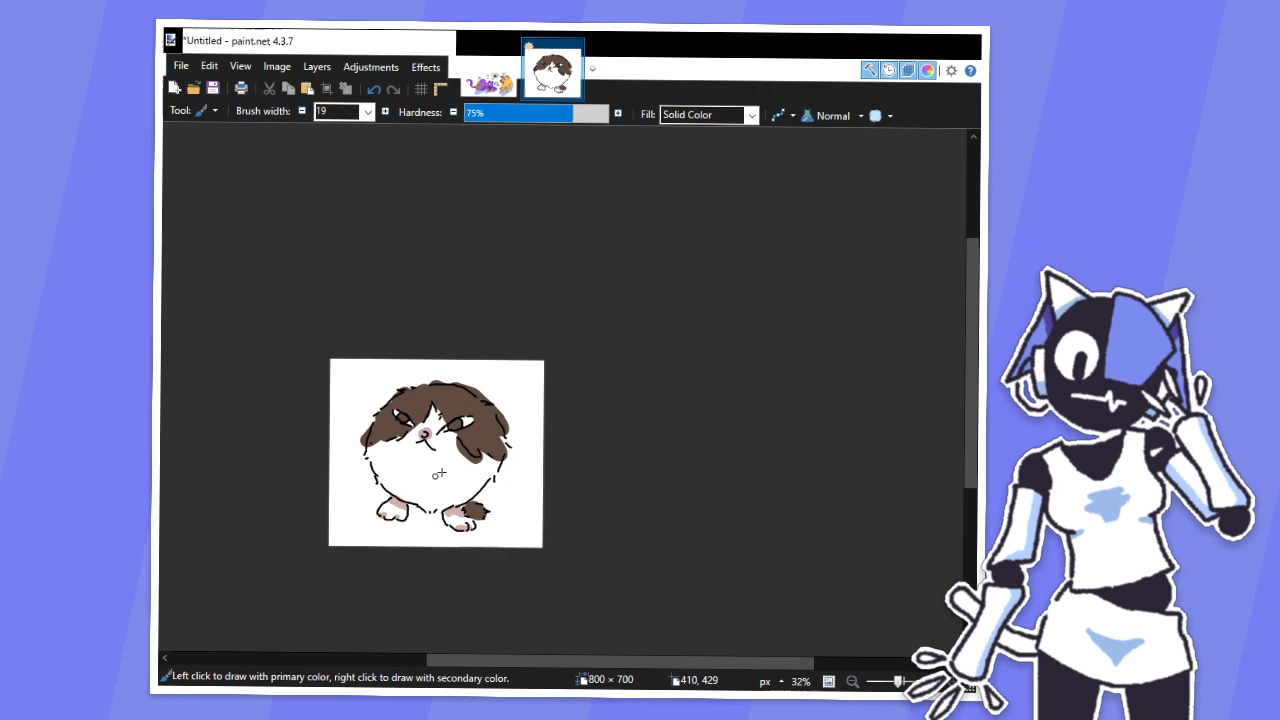 *Untitled - paint.net 4.3.7
File Edit View Image Layers Adjustments Effects
Tool: Brush width: 19 Hardness: 75% Fill: Solid Color Normal
Left click to draw with primary color, right click to draw with secondary color. 800 × 700 410, 429 px 32%